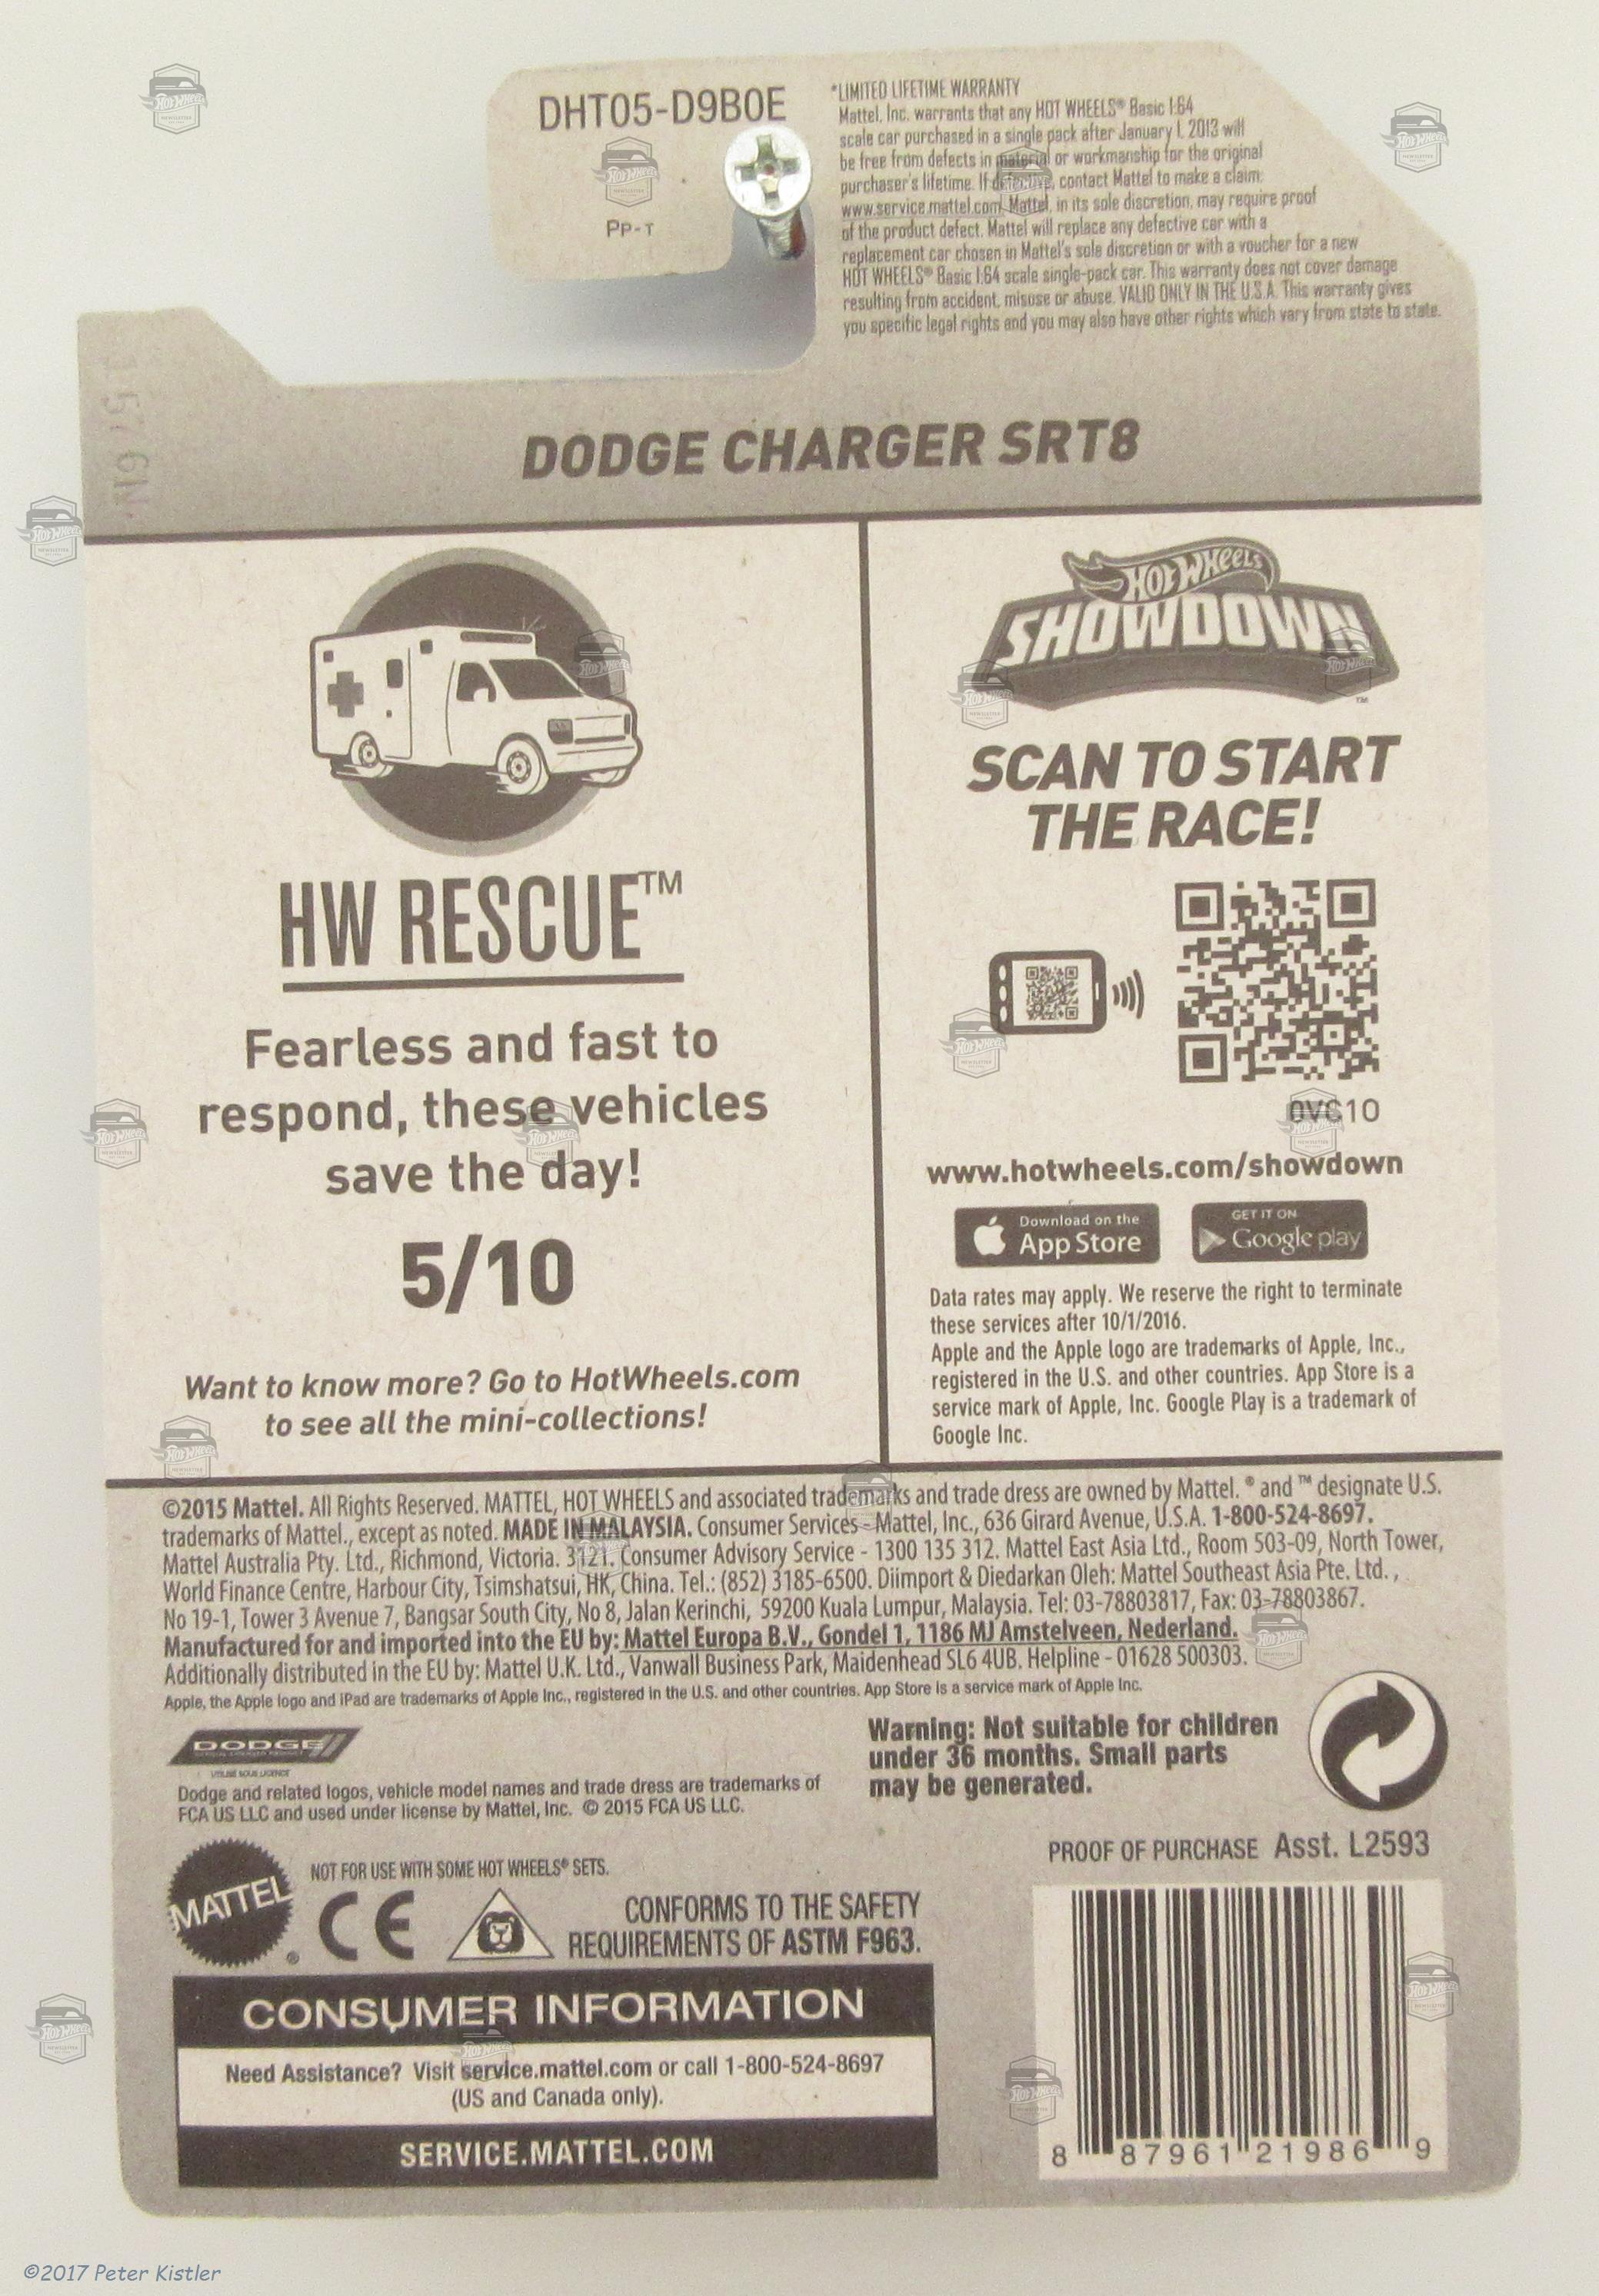 DHT05-D9B0E
Pp-T
*LIMITED LIFETIME WARRANTY
Mattel, Inc. warrants that any HOT WHEELS® Basic 1:64
scale car purchased in a single pack after January 1, 2013 will
be free from defects in material or workmanship for the original
purchaser's lifetime. If defective, contact Mattel to make a claim:
www.service.mattel.com. Mattel, in its sole discretion, may require proof
of the product defect. Mattel will replace any defective car with a
replacement car chosen in Mattel's sole discretion or with a voucher for a new
HOT WHEELS® Basic 1:64 scale single-pack car. This warranty does not cover damage
resulting from accident, misuse or abuse. VALID ONLY IN THE U.S.A. This warranty gives
you specific legal rights and you may also have other rights which vary from state to state.
DODGE CHARGER SRT8
HW RESCUE™
Fearless and fast to
respond, these vehicles
save the day!
5/10
Want to know more? Go to HotWheels.com
to see all the mini-collections!
HOT WHEELS
SHOWDOWN
™
SCAN TO START
THE RACE!
0VC10
www.hotwheels.com/showdown
Download on the
App Store
GET IT ON
Google play
Data rates may apply. We reserve the right to terminate
these services after 10/1/2016.
Apple and the Apple logo are trademarks of Apple, Inc.,
registered in the U.S. and other countries. App Store is a
service mark of Apple, Inc. Google Play is a trademark of
Google Inc.
©2015 Mattel. All Rights Reserved. MATTEL, HOT WHEELS and associated trademarks and trade dress are owned by Mattel. ® and ™ designate U.S.
trademarks of Mattel., except as noted. MADE IN MALAYSIA. Consumer Services - Mattel, Inc., 636 Girard Avenue, U.S.A. 1-800-524-8697.
Mattel Australia Pty. Ltd., Richmond, Victoria. 3121. Consumer Advisory Service - 1300 135 312. Mattel East Asia Ltd., Room 503-09, North Tower,
World Finance Centre, Harbour City, Tsimshatsui, HK, China. Tel.: (852) 3185-6500. Diimport & Diedarkan Oleh: Mattel Southeast Asia Pte. Ltd.,
No 19-1, Tower 3 Avenue 7, Bangsar South City, No 8, Jalan Kerinchi, 59200 Kuala Lumpur, Malaysia. Tel: 03-78803817, Fax: 03-78803867.
Manufactured for and imported into the EU by: Mattel Europa B.V., Gondel 1, 1186 MJ Amstelveen, Nederland.
Additionally distributed in the EU by: Mattel U.K. Ltd., Vanwall Business Park, Maidenhead SL6 4UB. Helpline - 01628 500303.
Apple, the Apple logo and iPad are trademarks of Apple Inc., registered in the U.S. and other countries. App Store is a service mark of Apple Inc.
DODGE
UTILISÉ SOUS LICENCE
Dodge and related logos, vehicle model names and trade dress are trademarks of
FCA US LLC and used under license by Mattel, Inc. © 2015 FCA US LLC.
Warning: Not suitable for children
under 36 months. Small parts
may be generated.
PROOF OF PURCHASE Asst. L2593
MATTEL ®
NOT FOR USE WITH SOME HOT WHEELS® SETS.
CE
CONFORMS TO THE SAFETY
REQUIREMENTS OF ASTM F963.
CONSUMER INFORMATION
Need Assistance? Visit service.mattel.com or call 1-800-524-8697
(US and Canada only).
SERVICE.MATTEL.COM
8 87961 21986 9
©2017 Peter Kistler